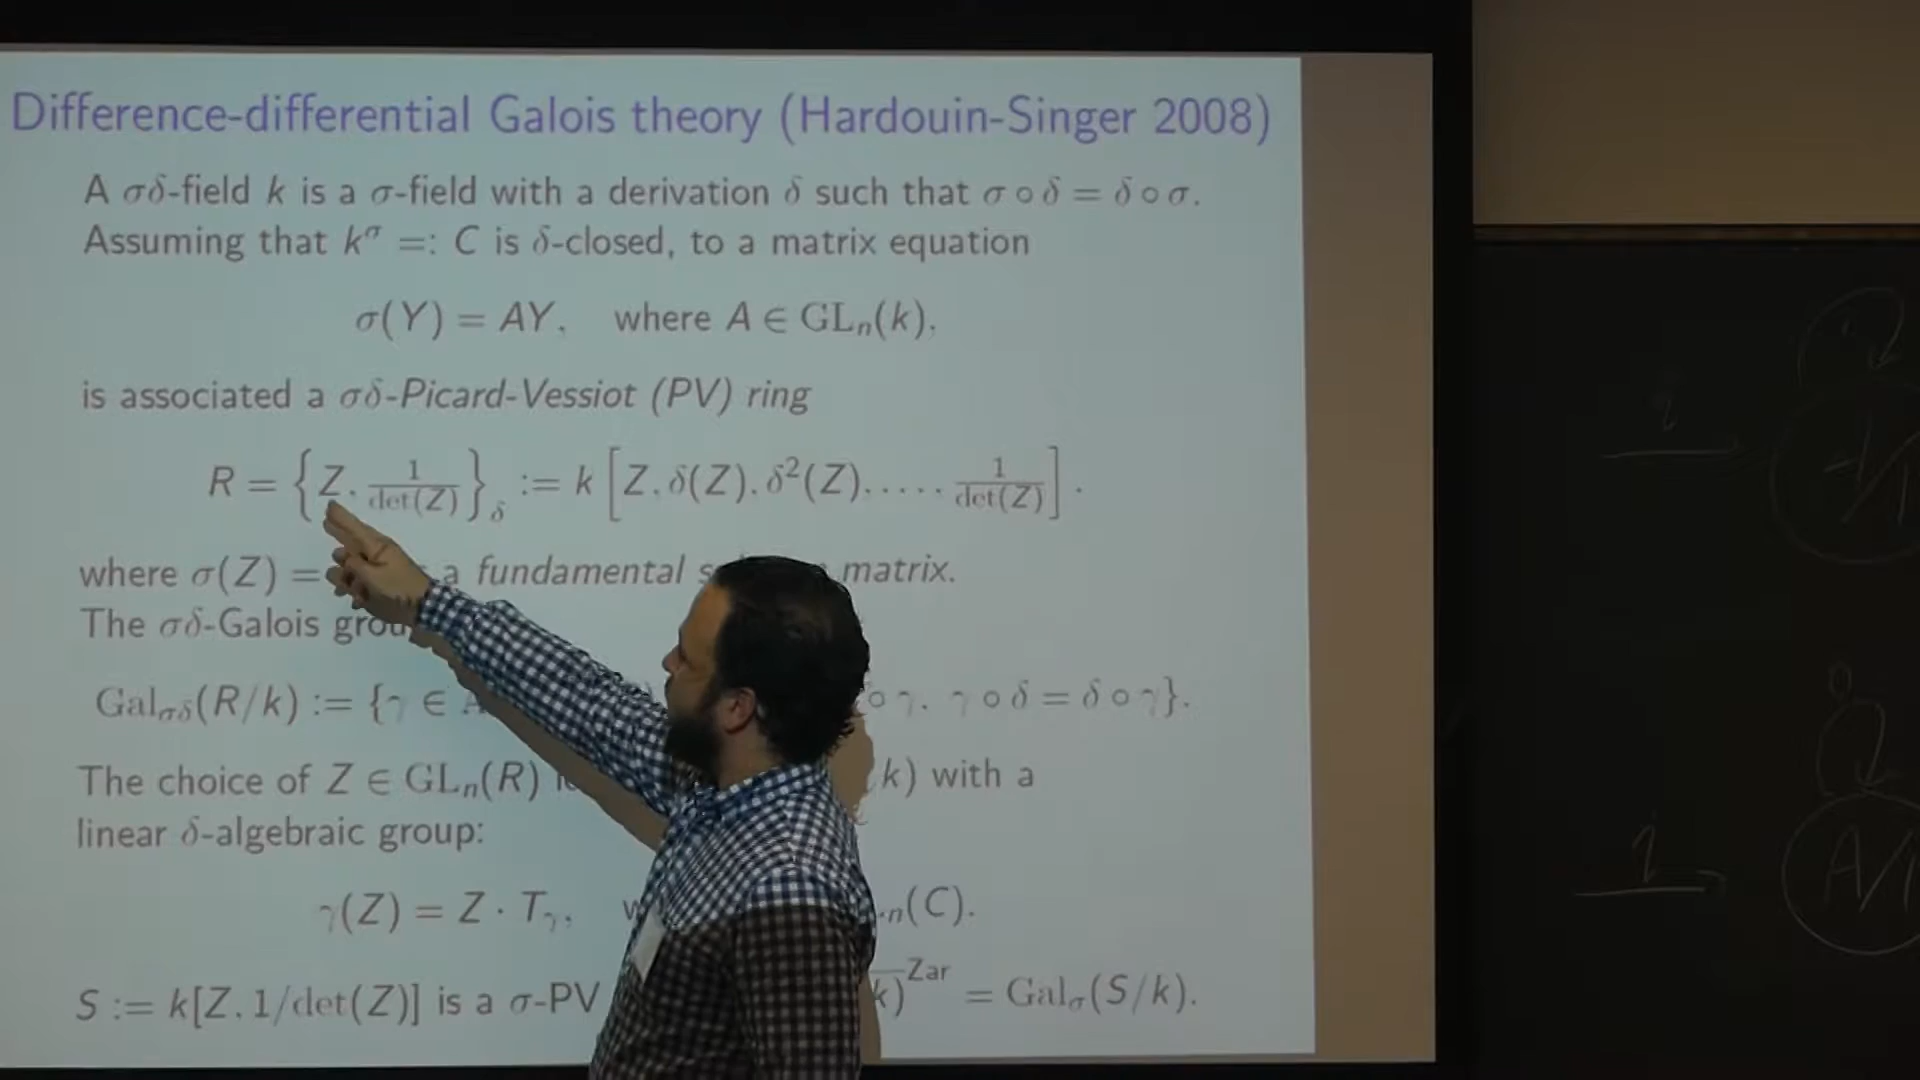 Difference-differential Galois theory (Hardouin-Singer 2008)
A σδ-field k is a σ-field with a derivation δ such that σ ∘ δ = δ ∘ σ.
Assuming that k^σ =: C is δ-closed, to a matrix equation
σ(Y) = AY, where A ∈ GL_n(k),
is associated a σδ-Picard-Vessiot (PV) ring
R = {Z, 1/det(Z)}_δ := k [Z, δ(Z), δ²(Z), ..., 1/det(Z)].
where σ(Z) = a fundamental matrix.
The σδ-Galois
Gal_σδ(R/k) := {γ ∈ ∘ γ, γ ∘ δ = δ ∘ γ}.
The choice of Z ∈ GL_n(R) k) with a
linear δ-algebraic group:
γ(Z) = Z · T_γ, n(C).
S := k[Z, 1/det(Z)] is a σ-PV k)^Zar = Gal_σ(S/k).